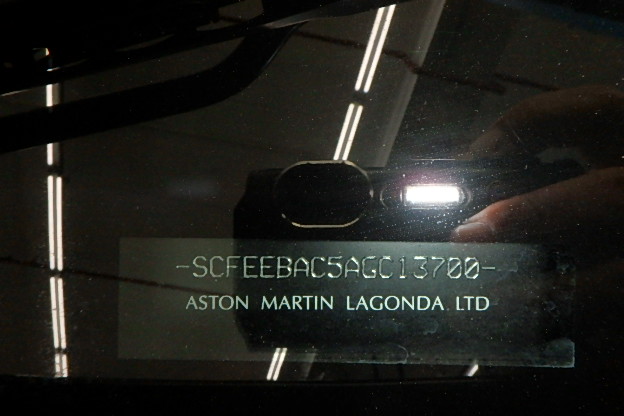 -SCFEEBAC5AGC13700-
ASTON MARTIN LAGONDA LTD